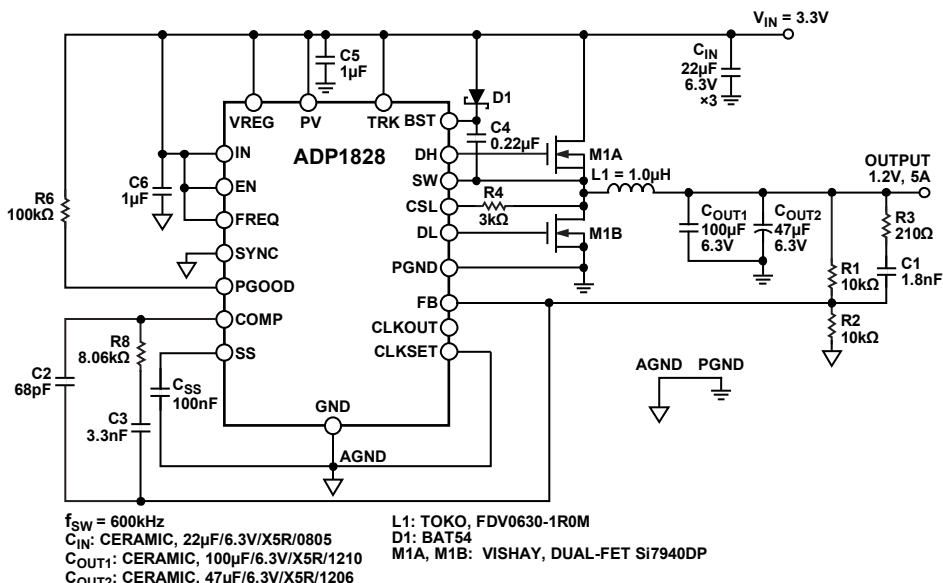 VIN = 3.3V
C5
1µF
CIN
22µF
6.3V
×3
D1
VREG
PV
TRK
BST
ADP1828
C4
0.22µF
IN
DH
M1A
EN
SW
L1 = 1.0µH
OUTPUT
1.2V, 5A
C6
1µF
R6
100kΩ
FREQ
CSL
R4
3kΩ
COUT1
100µF
6.3V
COUT2
47µF
6.3V
R3
210Ω
DL
M1B
SYNC
PGND
R1
10kΩ
C1
1.8nF
PGOOD
FB
COMP
CLKOUT
R2
10kΩ
R8
8.06kΩ
SS
CLKSET
C2
68pF
CSS
100nF
AGND
PGND
GND
C3
3.3nF
AGND
fSW = 600kHz
CIN: CERAMIC, 22µF/6.3V/X5R/0805
COUT1: CERAMIC, 100µF/6.3V/X5R/1210
COUT2: CERAMIC, 47µF/6.3V/X5R/1206
L1: TOKO, FDV0630-1R0M
D1: BAT54
M1A, M1B: VISHAY, DUAL-FET Si7940DP